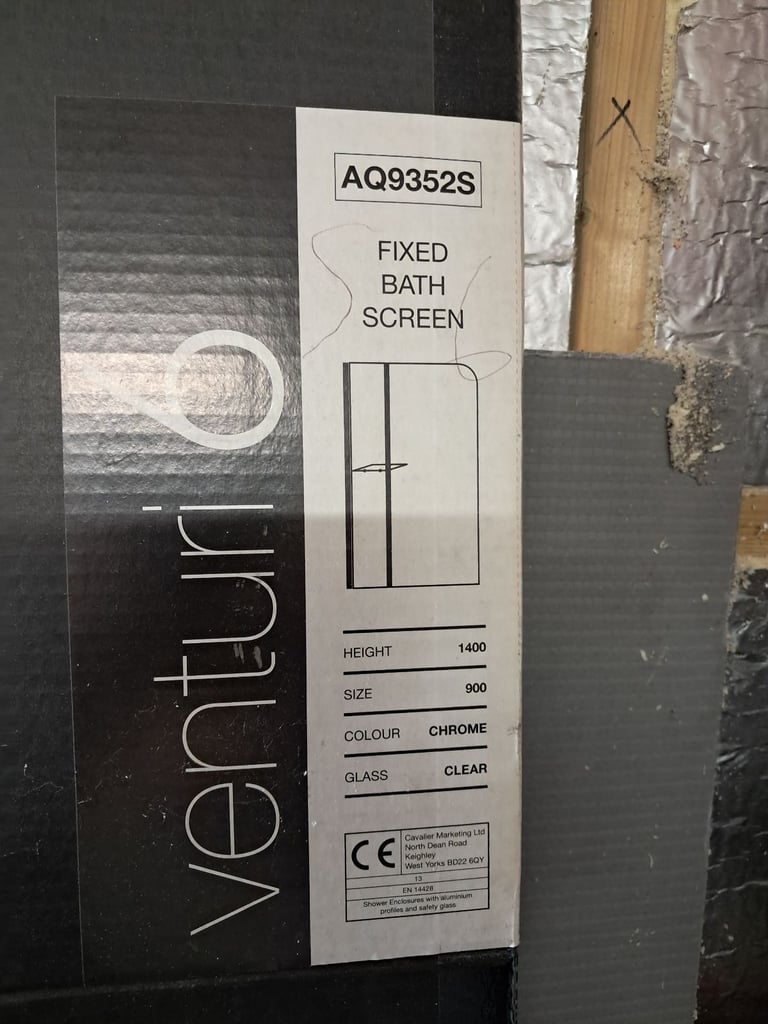 AQ9352S
FIXED
BATH
SCREEN
venturi 6
HEIGHT 1400
SIZE 900
COLOUR CHROME
GLASS CLEAR
CE
Cavalier Marketing Ltd
North Dean Road
Keighley
West Yorks BD22 6QY
13
EN 14428
Shower Enclosures with aluminium
profiles and safety glass
X